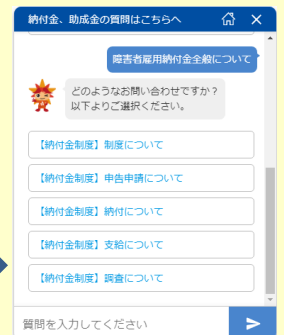 納付金、助成金の質問はこちらへ
障害者雇用納付金全般について
どのようなお問い合わせですか？
以下よりご選択ください。
【納付金制度】制度について
【納付金制度】申告申請について
【納付金制度】納付について
【納付金制度】支給について
【納付金制度】調査について
質問を入力してください